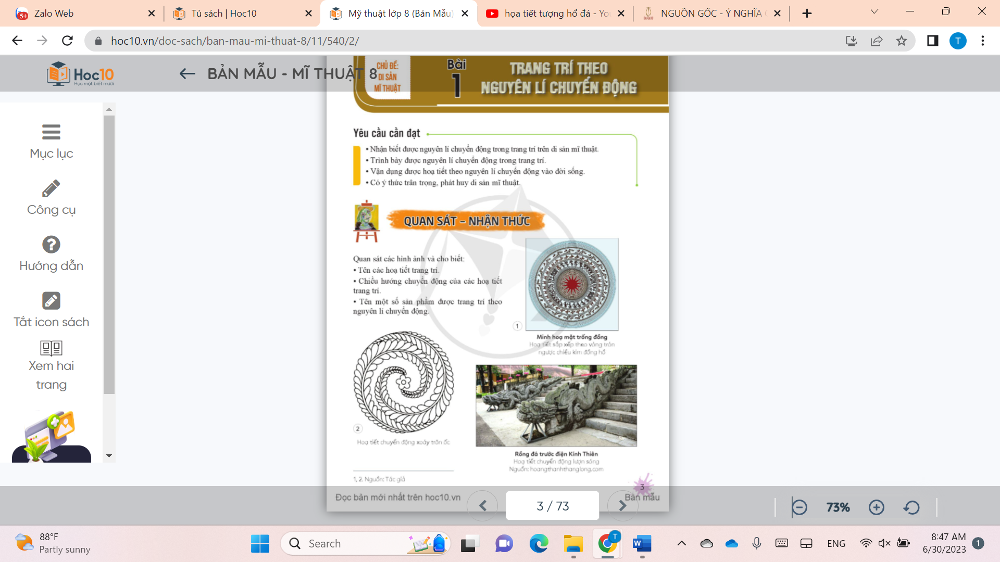 Zalo Web
Tủ sách | Hoc10
Mỹ thuật lớp 8 (Bản Mẫu)
họa tiết tượng hổ đá - You
NGUỒN GỐC - Ý NGHĨA
hoc10.vn/doc-sach/ban-mau-mi-thuat-8/11/540/2/
T
Hoc10
Học một biết mười
BẢN MẪU - MĨ THUẬT 8
CHỦ ĐỀ:
DI SẢN
MĨ THUẬT
Bài
1
TRANG TRÍ THEO
NGUYÊN LÍ CHUYỂN ĐỘNG
Mục lục
Công cụ
Hướng dẫn
Tắt icon sách
Xem hai
trang
Yêu cầu cần đạt
• Nhận biết được nguyên lí chuyển động trong trang trí trên di sản mĩ thuật.
• Trình bày được nguyên lí chuyển động trong trang trí.
• Vận dụng được hoạ tiết theo nguyên lí chuyển động vào đời sống.
• Có ý thức trân trọng, phát huy di sản mĩ thuật.
QUAN SÁT – NHẬN THỨC
Quan sát các hình ảnh và cho biết:
• Tên các hoạ tiết trang trí.
• Chiều hướng chuyển động của các hoạ tiết
trang trí.
• Tên một số sản phẩm được trang trí theo
nguyên lí chuyển động.
1
Minh hoạ mặt trống đồng
Hoạ tiết sắp xếp theo vòng tròn
ngược chiều kim đồng hồ
2
Hoạ tiết chuyển động xoáy trôn ốc
Rồng đá trước điện Kính Thiên
Hoạ tiết chuyển động lượn sóng
Nguồn: hoangthanhthanglong.com
1, 2. Nguồn: Tác giả
3
Đọc bản mới nhất trên hoc10.vn
Bản mẫu
3 / 73
73%
88°F
Partly sunny
Search
T
ENG
8:47 AM
6/30/2023
1